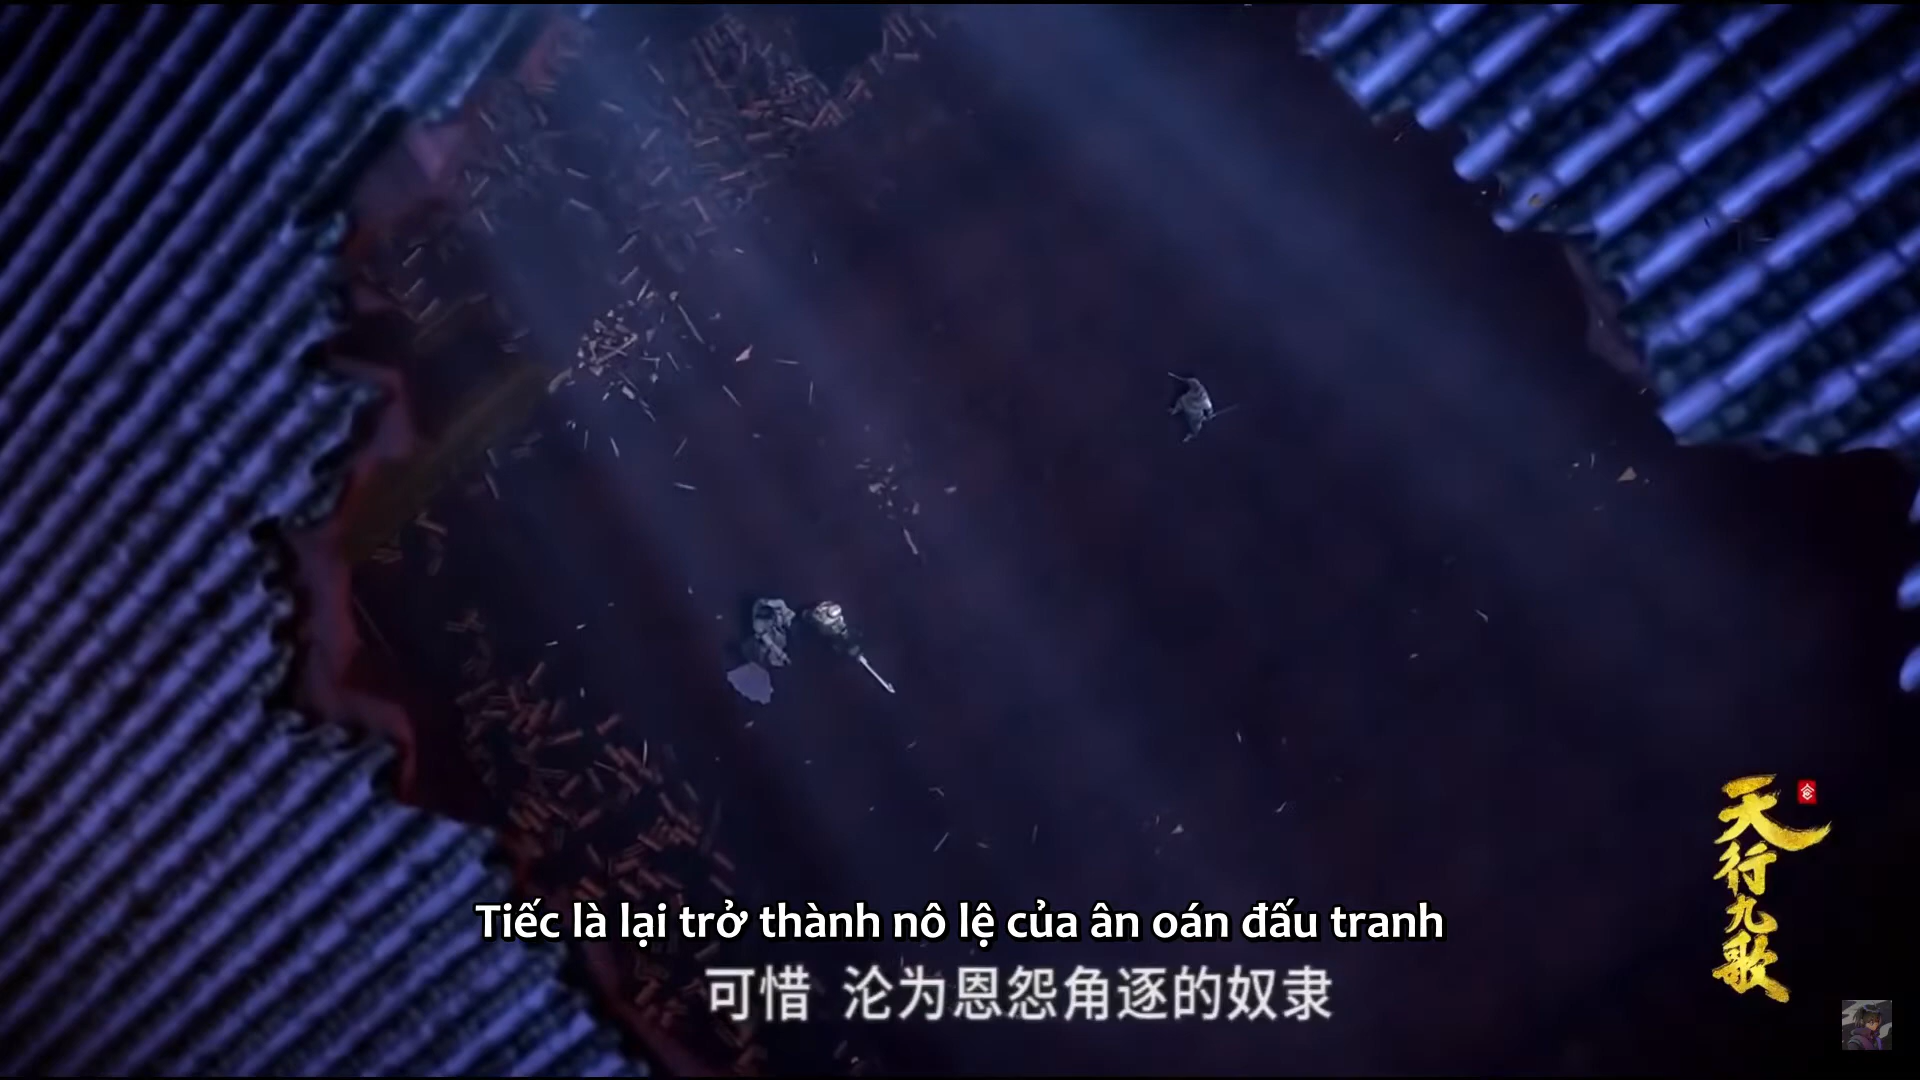 天行九歌
Tiếc là lại trở thành nô lệ của ân oán đấu tranh
可惜 沦为恩怨角逐的奴隶